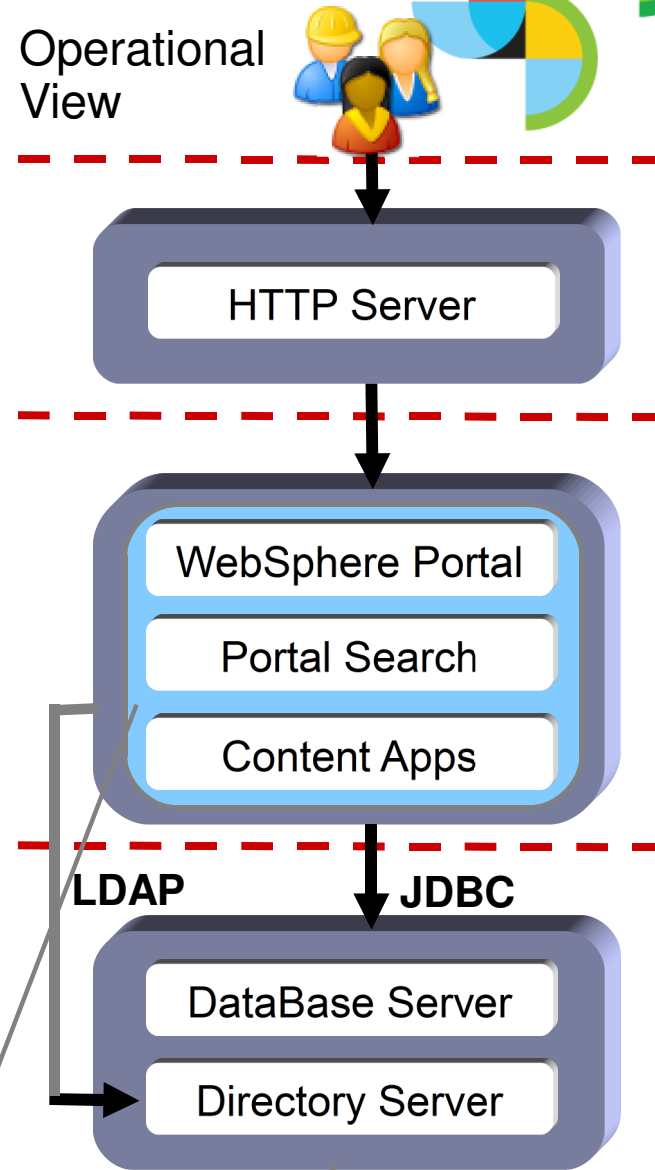 Operational
View
HTTP Server
WebSphere Portal
Portal Search
Content Apps
LDAP
JDBC
DataBase Server
Directory Server